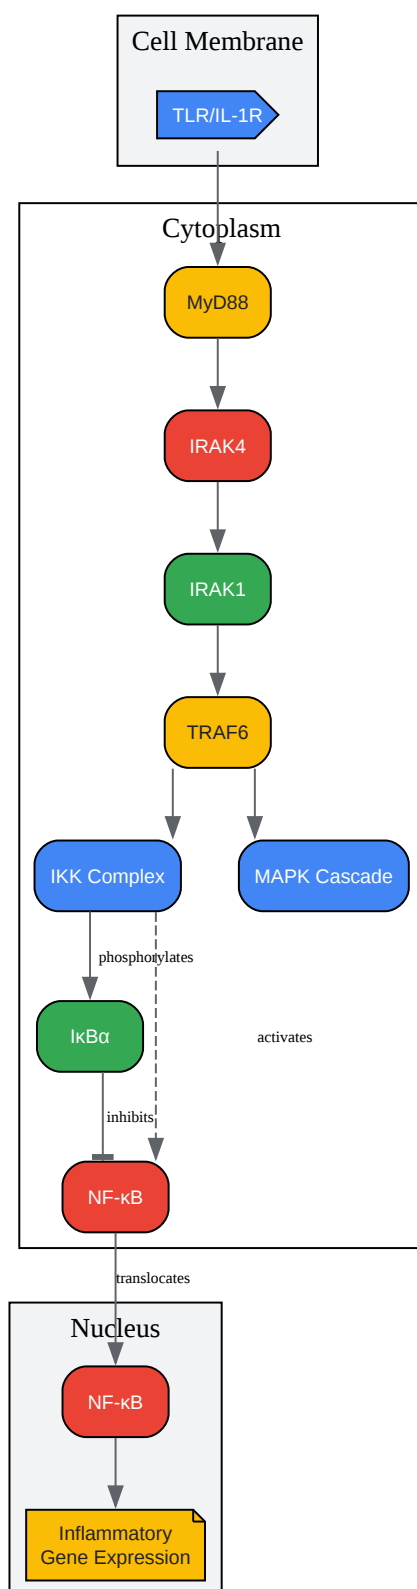 Cell Membrane
TLR/IL-1R
Cytoplasm
MyD88
IRAK4
IRAK1
TRAF6
IKK Complex
MAPK Cascade
phosphorylates
IκBα
activates
inhibits
NF-κB
translocates
Nucleus
NF-κB
Inflammatory
Gene Expression